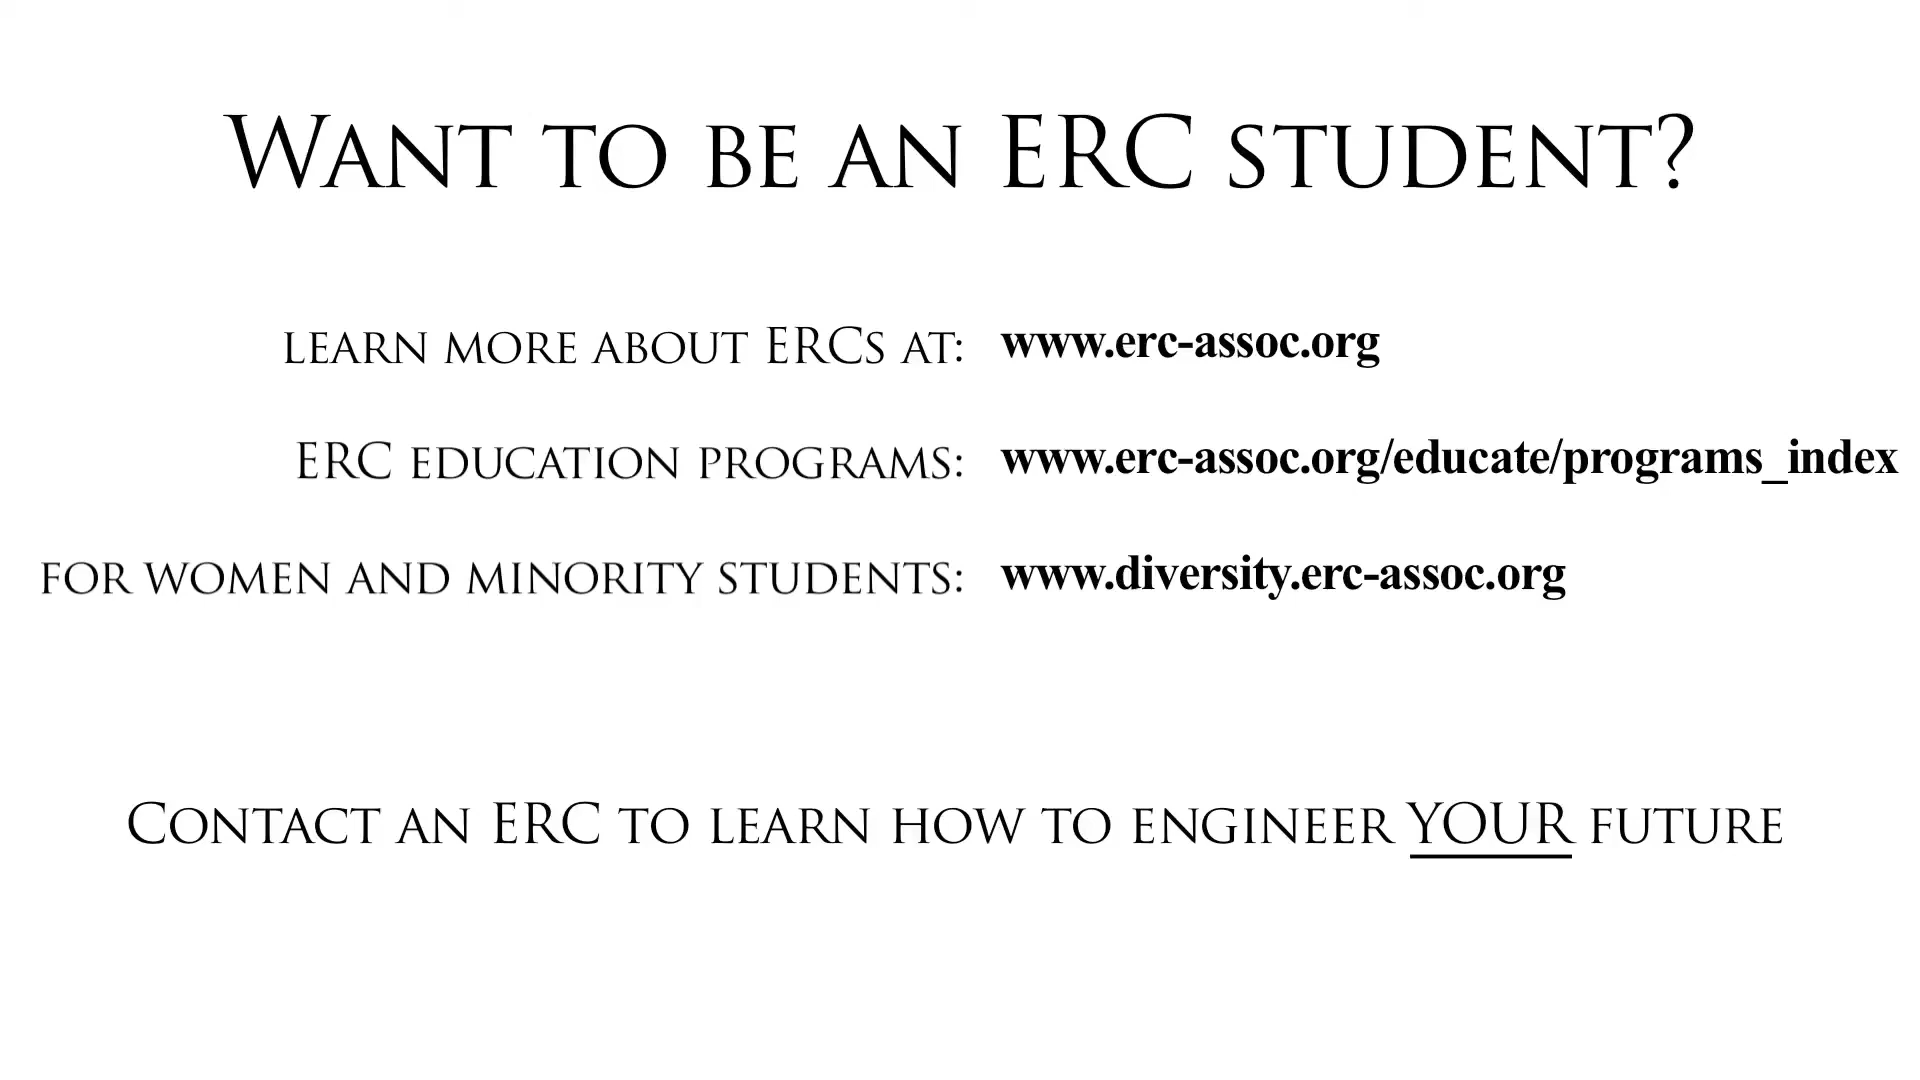 Want to be an ERC student?
learn more about ERCs at: www.erc-assoc.org
ERC education programs: www.erc-assoc.org/educate/programs_index
for women and minority students: www.diversity.erc-assoc.org
Contact an ERC to learn how to engineer YOUR future